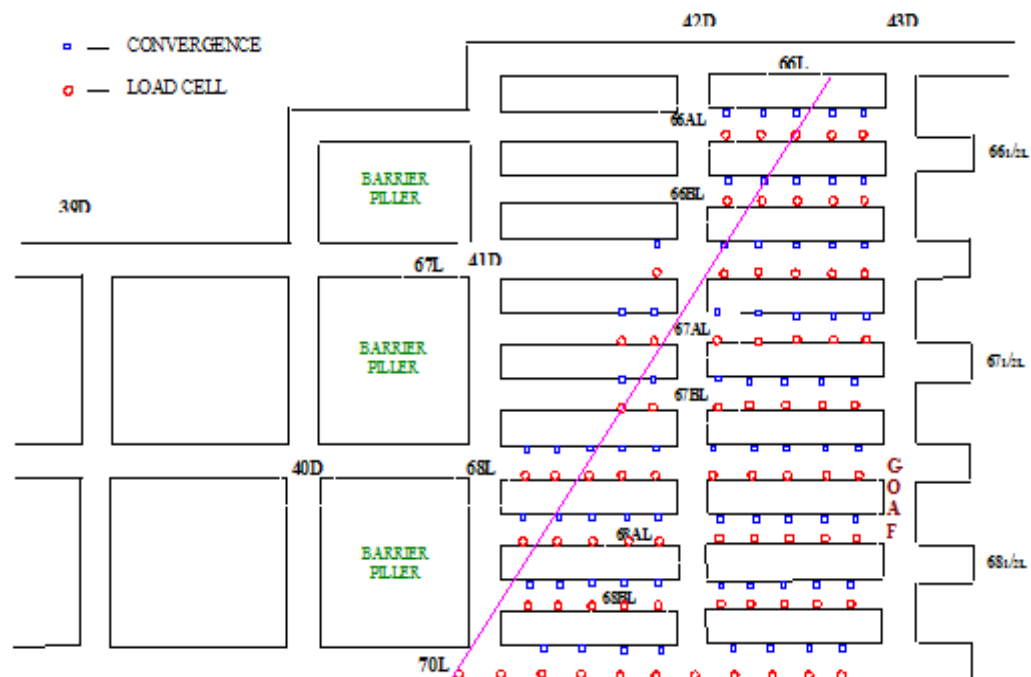 42D
43D
CONVERGENCE
LOAD CELL
66L
66AL
661/2L
BARRIER
PILLER
66BL
39D
67L
41D
67AL
BARRIER
PILLER
671/2L
67BL
40D
68L
G
O
A
F
68AL
BARRIER
PILLER
681/2L
68BL
70L